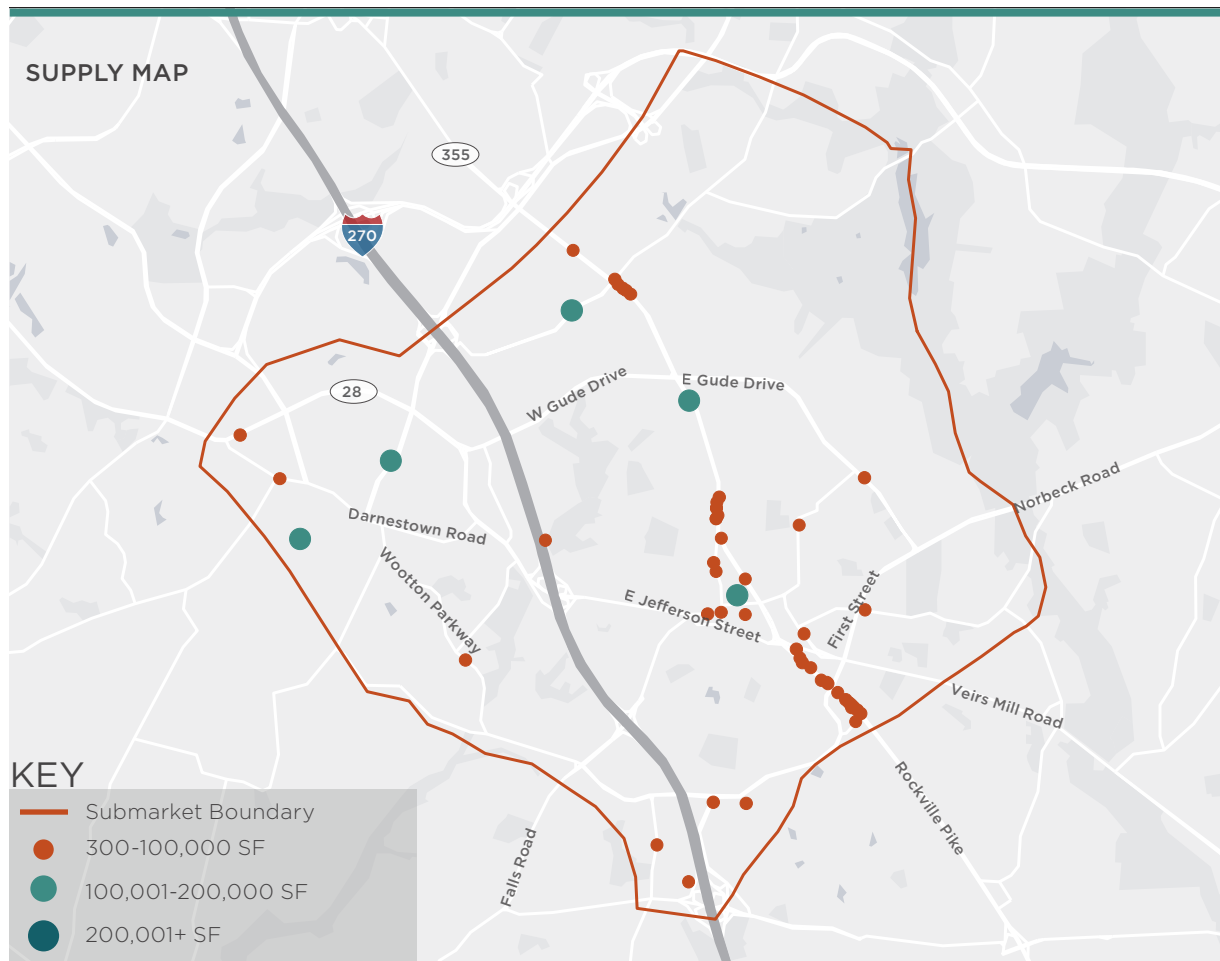 SUPPLY MAP
355
270
28
W Gude Drive
E Gude Drive
Norbeck Road
Darnestown Road
Wootton Parkway
E Jefferson Street
First Street
Veirs Mill Road
Rockville Pike
Falls Road
KEY
Submarket Boundary
300-100,000 SF
100,001-200,000 SF
200,001+ SF